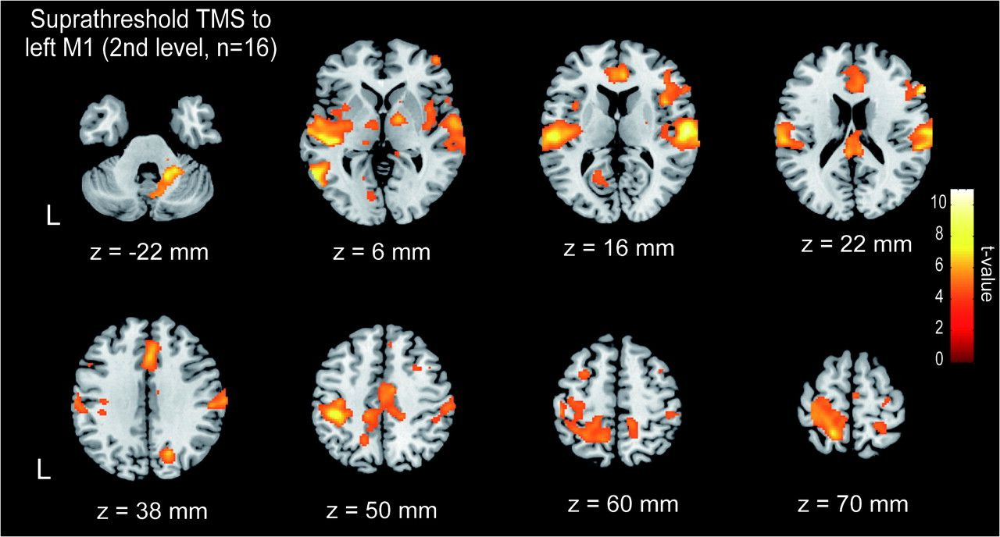 Suprathreshold TMS to
left M1 (2nd level, n=16)
L
z = -22 mm
z = 6 mm
z = 16 mm
z = 22 mm
10
8
6
4
2
0
t-value
L
z = 38 mm
z = 50 mm
z = 60 mm
z = 70 mm